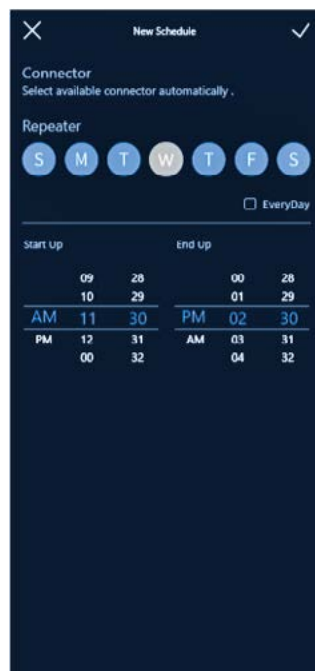 New Schedule
Connector
Select available connector automatically .
Repeater
S M T W T F S
EveryDay
Start Up End Up
09 28 00 28
10 29 01 29
AM 11 30 PM 02 30
PM 12 31 AM 03 31
00 32 04 32